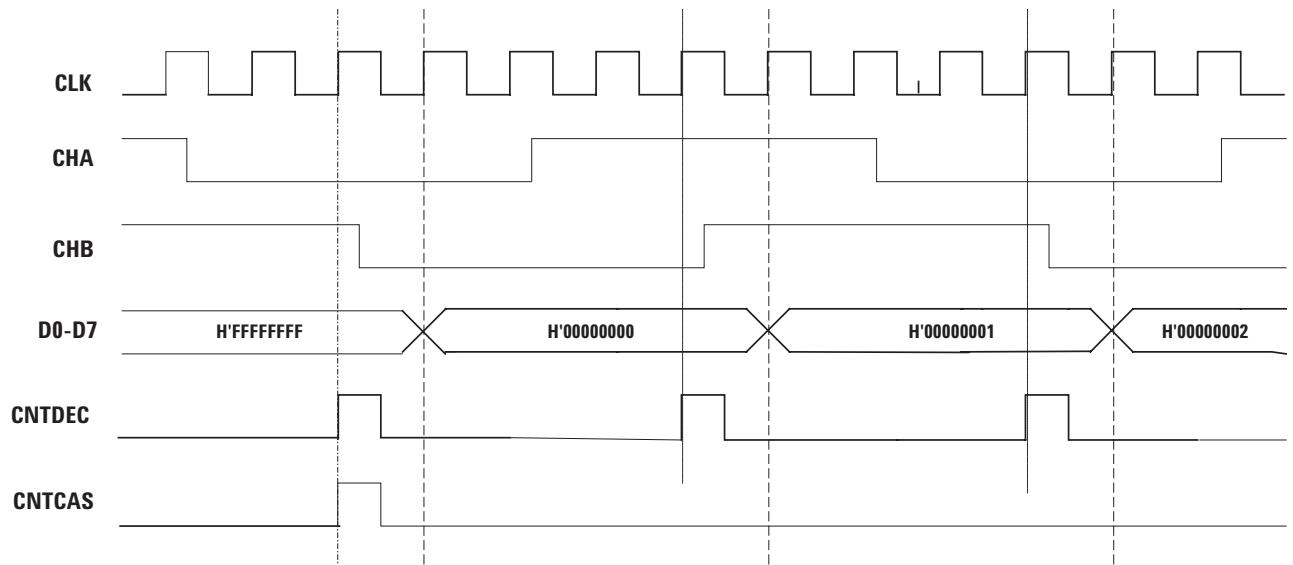 CLK
CHA
CHB
D0-D7 H'FFFFFFFF H'00000000 H'00000001 H'00000002
CNTDEC
CNTCAS